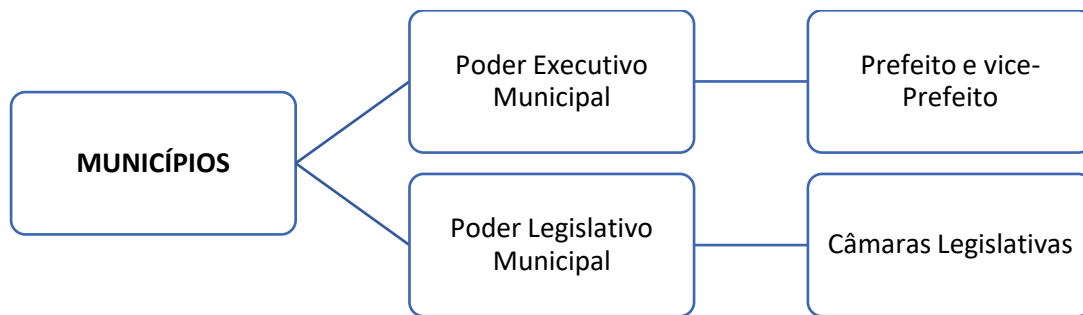 MUNICÍPIOS
Poder Executivo
Municipal
Prefeito e vice-
Prefeito
Poder Legislativo
Municipal
Câmaras Legislativas